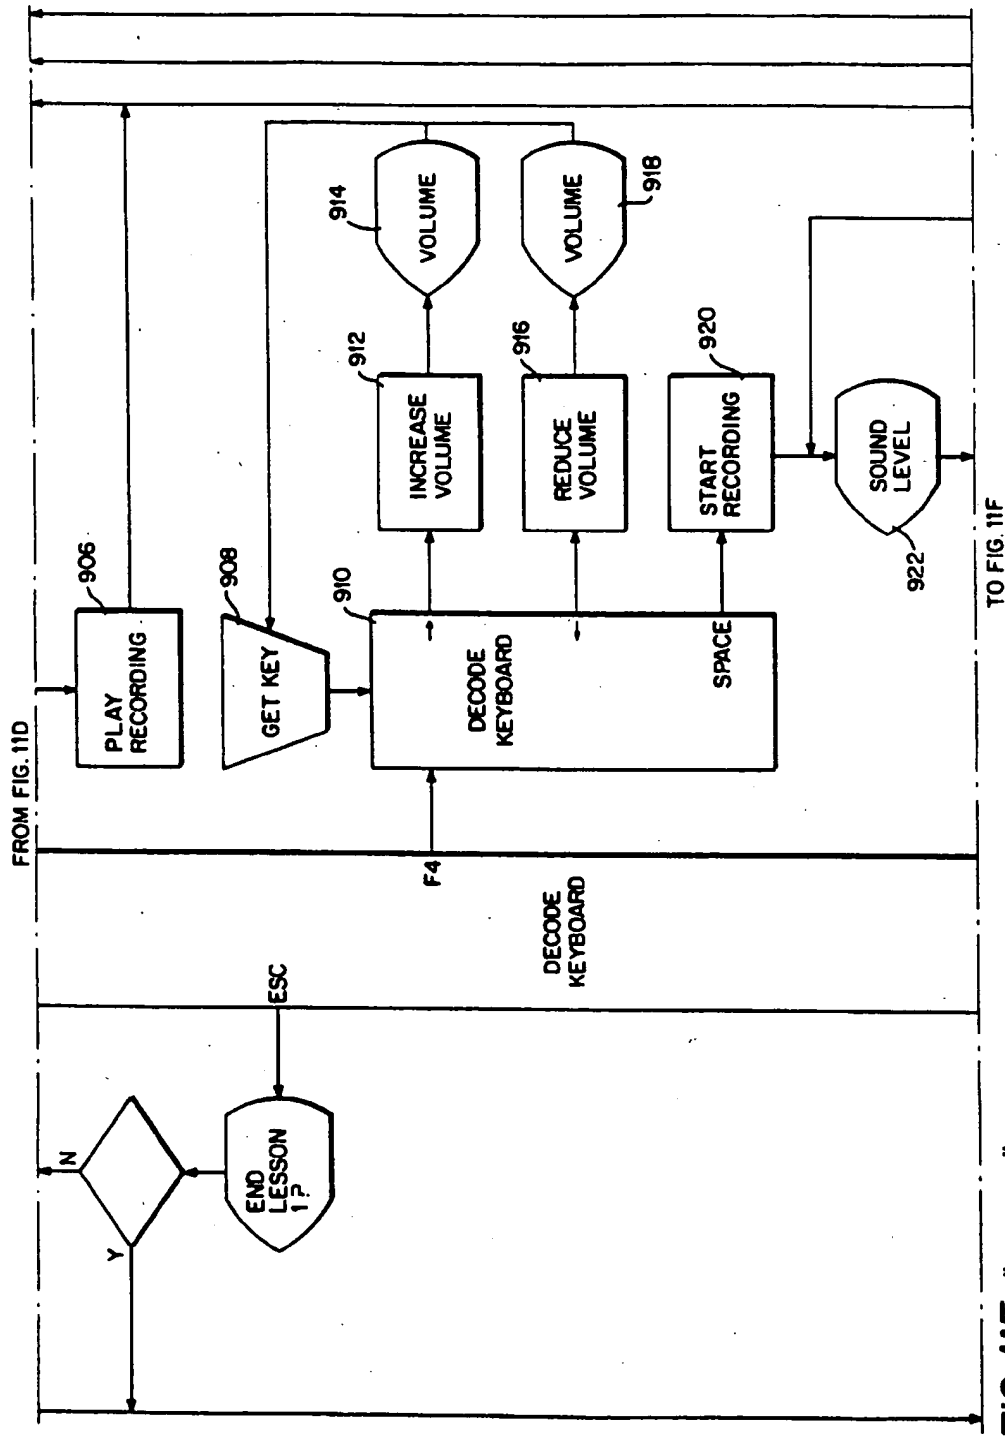 FROM FIG. 11D
906
PLAY
RECORDING
N
Y
908
GET KEY
END
LESSON
1?
ESC
F4
910
DECODE
KEYBOARD
SPACE
912
INCREASE
VOLUME
914
VOLUME
916
REDUCE
VOLUME
918
VOLUME
DECODE
KEYBOARD
920
START
RECORDING
922
SOUND
LEVEL
TO FIG. 11F